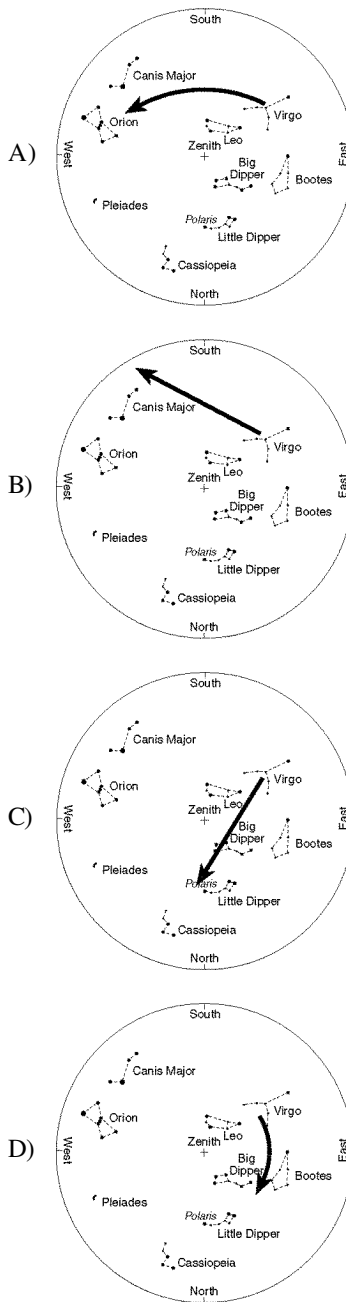 South
Canis Major
Virgo
Orion
Leo
A)
West
Zenith
East
Big
Dipper
Bootes
Pleiades
Polaris
Little Dipper
Cassiopeia
North
South
Canis Major
Virgo
Orion
Leo
B)
West
Zenith
East
Big
Dipper
Bootes
Pleiades
Polaris
Little Dipper
Cassiopeia
North
South
Canis Major
Virgo
Orion
Leo
C)
West
Zenith
East
Big
Dipper
Bootes
Pleiades
Polaris
Little Dipper
Cassiopeia
North
South
Canis Major
Virgo
Orion
Leo
D)
West
Zenith
East
Big
Dipper
Bootes
Pleiades
Polaris
Little Dipper
Cassiopeia
North